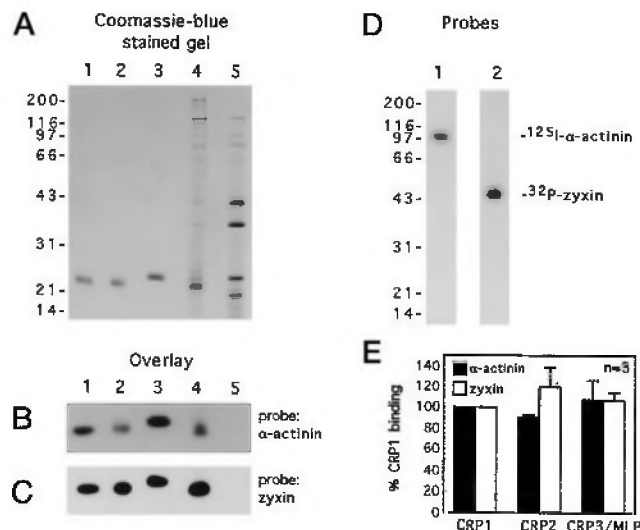 A
Coomassie-blue
stained gel
1 2 3 4 5
200-
116-
97-
66-
43-
31-
21-
14-
Overlay
1 2 3 4 5
B
probe:
α-actinin
C
probe:
zyxin
D
Probes
1 2
200-
116-
97-
66-
43-
31-
21-
14-
-125I-α-actinin
-32P-zyxin
E
% CRP1 binding
140
120
100
80
60
40
20
0
α-actinin
zyxin
n=3
CRP1 CRP2 CRP3/MLP